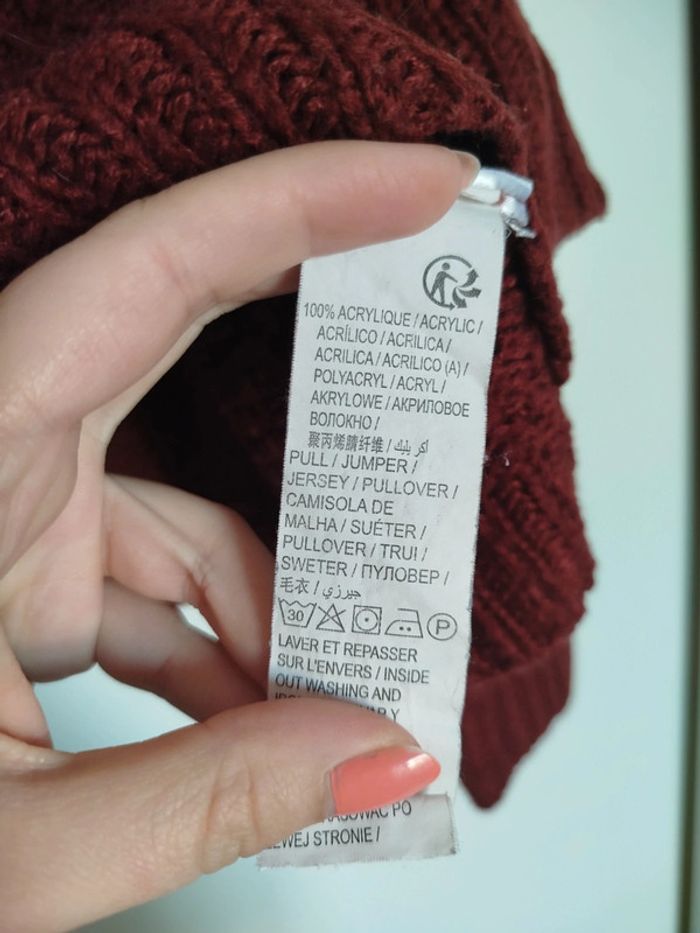 100% ACRYLIQUE / ACRYLIC /
ACRÍLICO / ACRILICA /
ACRILICA / ACRILICO (A) /
POLYACRYL / ACRYL /
AKRYLOWE / АКРИЛОВОЕ
ВОЛОКНО /
聚丙烯腈纤维 / أكريليك
PULL / JUMPER /
JERSEY / PULLOVER /
CAMISOLA DE
MALHA / SUÉTER /
PULLOVER / TRUI /
SWETER / ПУЛОВЕР /
毛衣 / جيرزي
30 P
LAVER ET REPASSER
SUR L'ENVERS / INSIDE
OUT WASHING AND
PO
LEWEJ STRONIE /